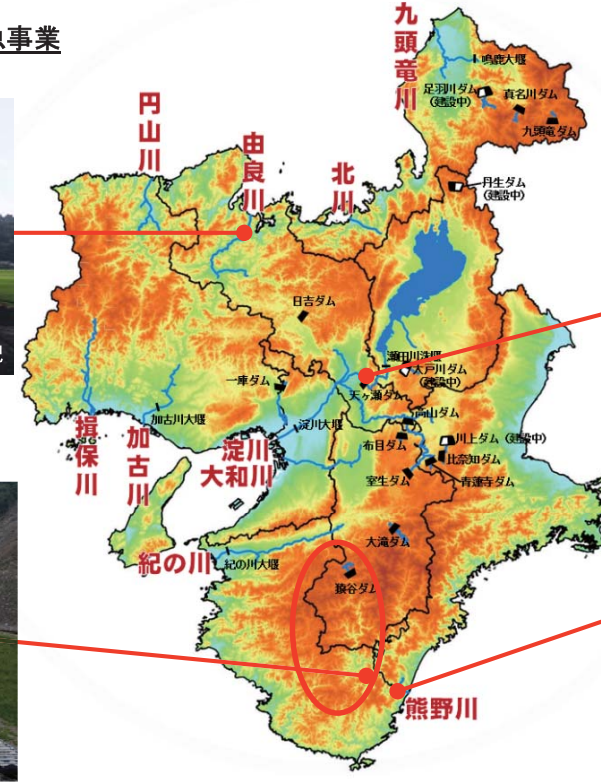 急事業
九頭竜川
鳴鹿大堰
足羽川ダム
(建設中)
真名川ダム
九頭竜ダム
円山川
由良川
北川
丹生ダム
(建設中)
日吉ダム
瀬田川洗堰
大戸川ダム
(建設中)
天ヶ瀬ダム
一庫ダム
高山ダム
加古川大堰
淀川大堰
布目ダム
川上ダム(建設中)
比奈知ダム
揖保川
加古川
淀川
大和川
室生ダム
青蓮寺ダム
大滝ダム
紀の川
紀の川大堰
猿谷ダム
熊野川